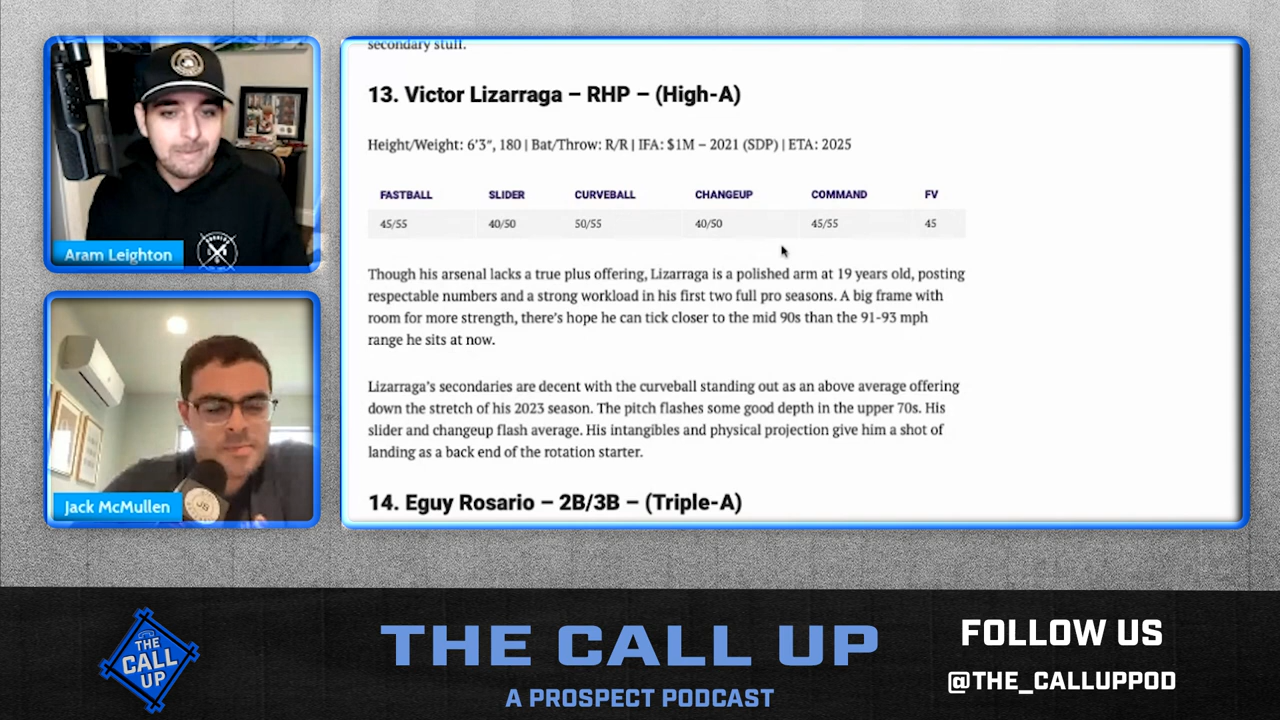 Aram Leighton
Jack McMullen
secondary stuff.
13. Victor Lizarraga – RHP – (High-A)
Height/Weight: 6'3", 180 | Bat/Throw: R/R | IFA: $1M – 2021 (SDP) | ETA: 2025
FASTBALL SLIDER CURVEBALL CHANGEUP COMMAND FV
45/55 40/50 50/55 40/50 45/55 45
Though his arsenal lacks a true plus offering, Lizarraga is a polished arm at 19 years old, posting
respectable numbers and a strong workload in his first two full pro seasons. A big frame with
room for more strength, there's hope he can tick closer to the mid 90s than the 91-93 mph
range he sits at now.
Lizarraga's secondaries are decent with the curveball standing out as an above average offering
down the stretch of his 2023 season. The pitch flashes some good depth in the upper 70s. His
slider and changeup flash average. His intangibles and physical projection give him a shot of
landing as a back end of the rotation starter.
14. Eguy Rosario – 2B/3B – (Triple-A)
THE
CALL
UP
THE CALL UP
A PROSPECT PODCAST
FOLLOW US
@THE_CALLUPPOD